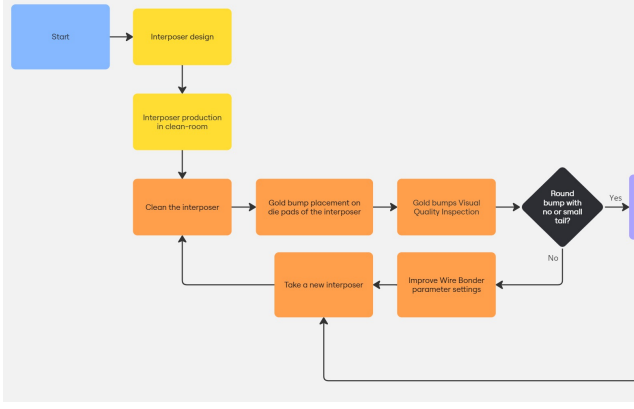 Start
Interposer design
Interposer production
in clean-room
Clean the interposer
Gold bump placement on
die pads of the interposer
Gold bumps Visual
Quality Inspection
Round
bump with
no or small
tail?
Yes
No
Take a new interposer
Improve Wire Bonder
parameter settings